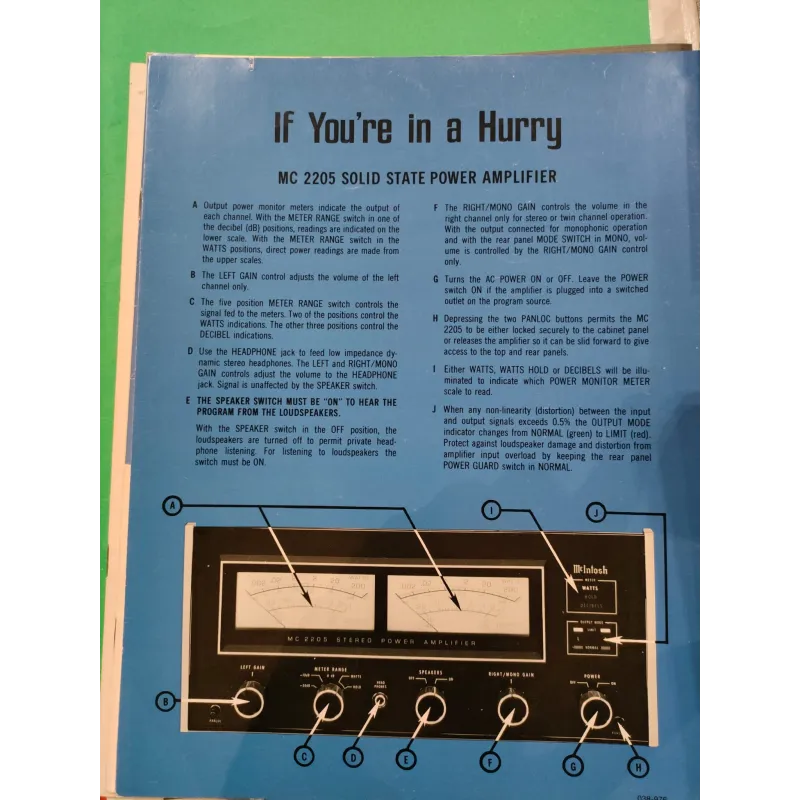 If You're in a Hurry
MC 2205 SOLID STATE POWER AMPLIFIER
A Output power monitor meters indicate the output of
each channel. With the METER RANGE switch in one of
the decibel (dB) positions, readings are indicated on the
lower scale. With the METER RANGE switch in the
WATTS positions, direct power readings are made from
the upper scales.
B The LEFT GAIN control adjusts the volume of the left
channel only.
C The five position METER RANGE switch controls the
signal fed to the meters. Two of the positions control the
WATTS indications. The other three positions control the
DECIBEL indications.
D Use the HEADPHONE jack to feed low impedance dy-
namic stereo headphones. The LEFT and RIGHT/MONO
GAIN controls adjust the volume to the HEADPHONE
jack. Signal is unaffected by the SPEAKER switch.
E THE SPEAKER SWITCH MUST BE "ON" TO HEAR THE
PROGRAM FROM THE LOUDSPEAKERS.
With the SPEAKER switch in the OFF position, the
loudspeakers are turned off to permit private head-
phone listening. For listening to loudspeakers the
switch must be ON.
F The RIGHT/MONO GAIN controls the volume in the
right channel only for stereo or twin channel operation.
With the output connected for monophonic operation
and with the rear panel MODE SWITCH in MONO, vol-
ume is controlled by the RIGHT/MONO GAIN control
only.
G Turns the AC POWER ON or OFF. Leave the POWER
switch ON if the amplifier is plugged into a switched
outlet on the program source.
H Depressing the two PANLOC buttons permits the MC
2205 to be either locked securely to the cabinet panel
or releases the amplifier so it can be slid forward to give
access to the top and rear panels.
I Either WATTS, WATTS HOLD or DECIBELS will be illu-
minated to indicate which POWER MONITOR METER
scale to read.
J When any non-linearity (distortion) between the input
and output signals exceeds 0.5% the OUTPUT MODE
indicator changes from NORMAL (green) to LIMIT (red).
Protect against loudspeaker damage and distortion from
amplifier input overload by keeping the rear panel
POWER GUARD switch in NORMAL.
A
I
J
McIntosh
METER
WATTS
HOLD
DECIBELS
OUTPUT MODE
LIMIT
NORMAL
MC 2205 STEREO POWER AMPLIFIER
LEFT GAIN
METER RANGE
WATTS
HOLD
HEAD
PHONES
SPEAKERS
OFF ON
RIGHT/MONO GAIN
POWER
OFF ON
PANLOC
B
C
D
E
F
G
H